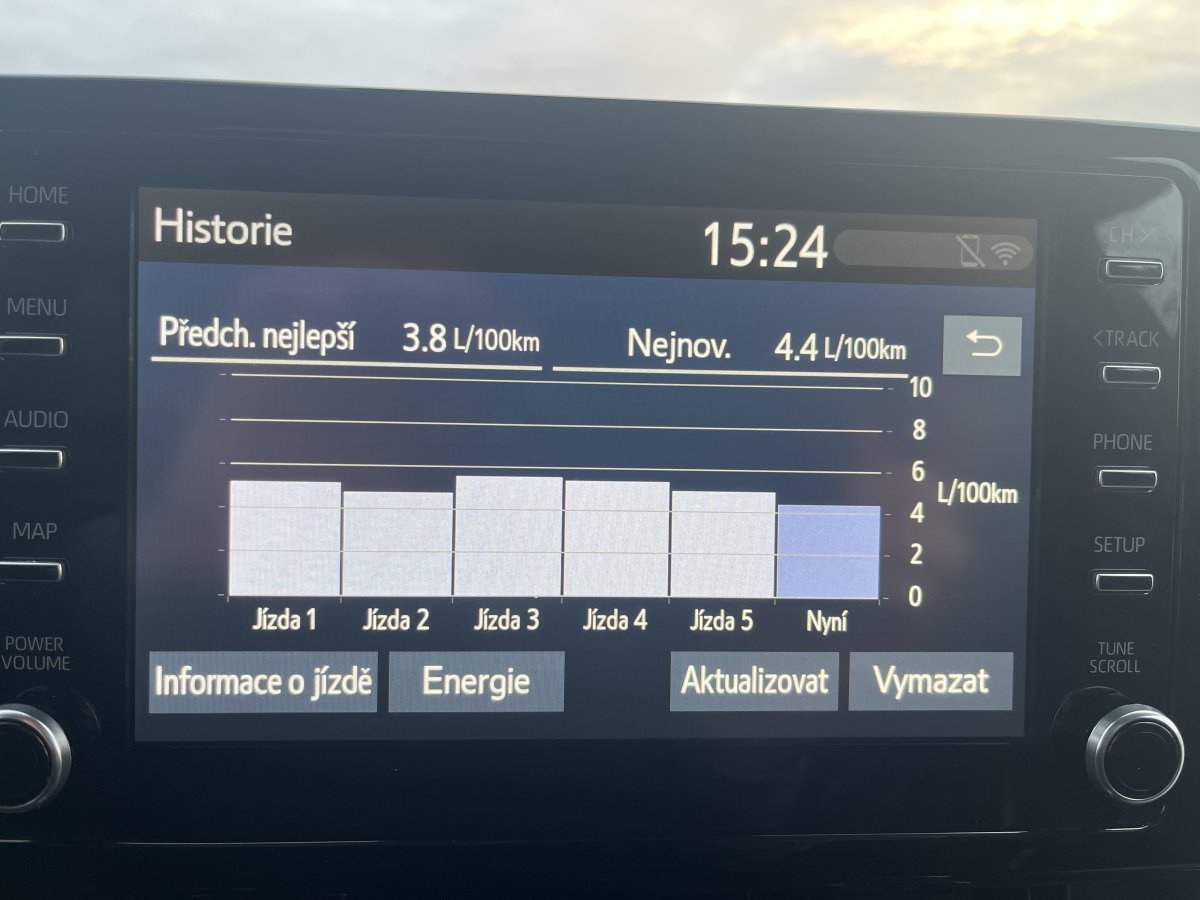 HOME
MENU
AUDIO
MAP
POWER
VOLUME
Historie 15:24
Předch. nejlepší 3.8 L/100km Nejnov. 4.4 L/100km
10
8
6
L/100km
4
2
0
Jízda 1 Jízda 2 Jízda 3 Jízda 4 Jízda 5 Nyní
Informace o jízdě Energie Aktualizovat Vymazat
CH.>
<TRACK
PHONE
SETUP
TUNE
SCROLL